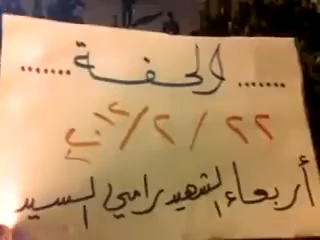 ....... الحفة .......
٢٢ / ٢ / ٢٠١٢
أربعاء الشهيد رامي السيد